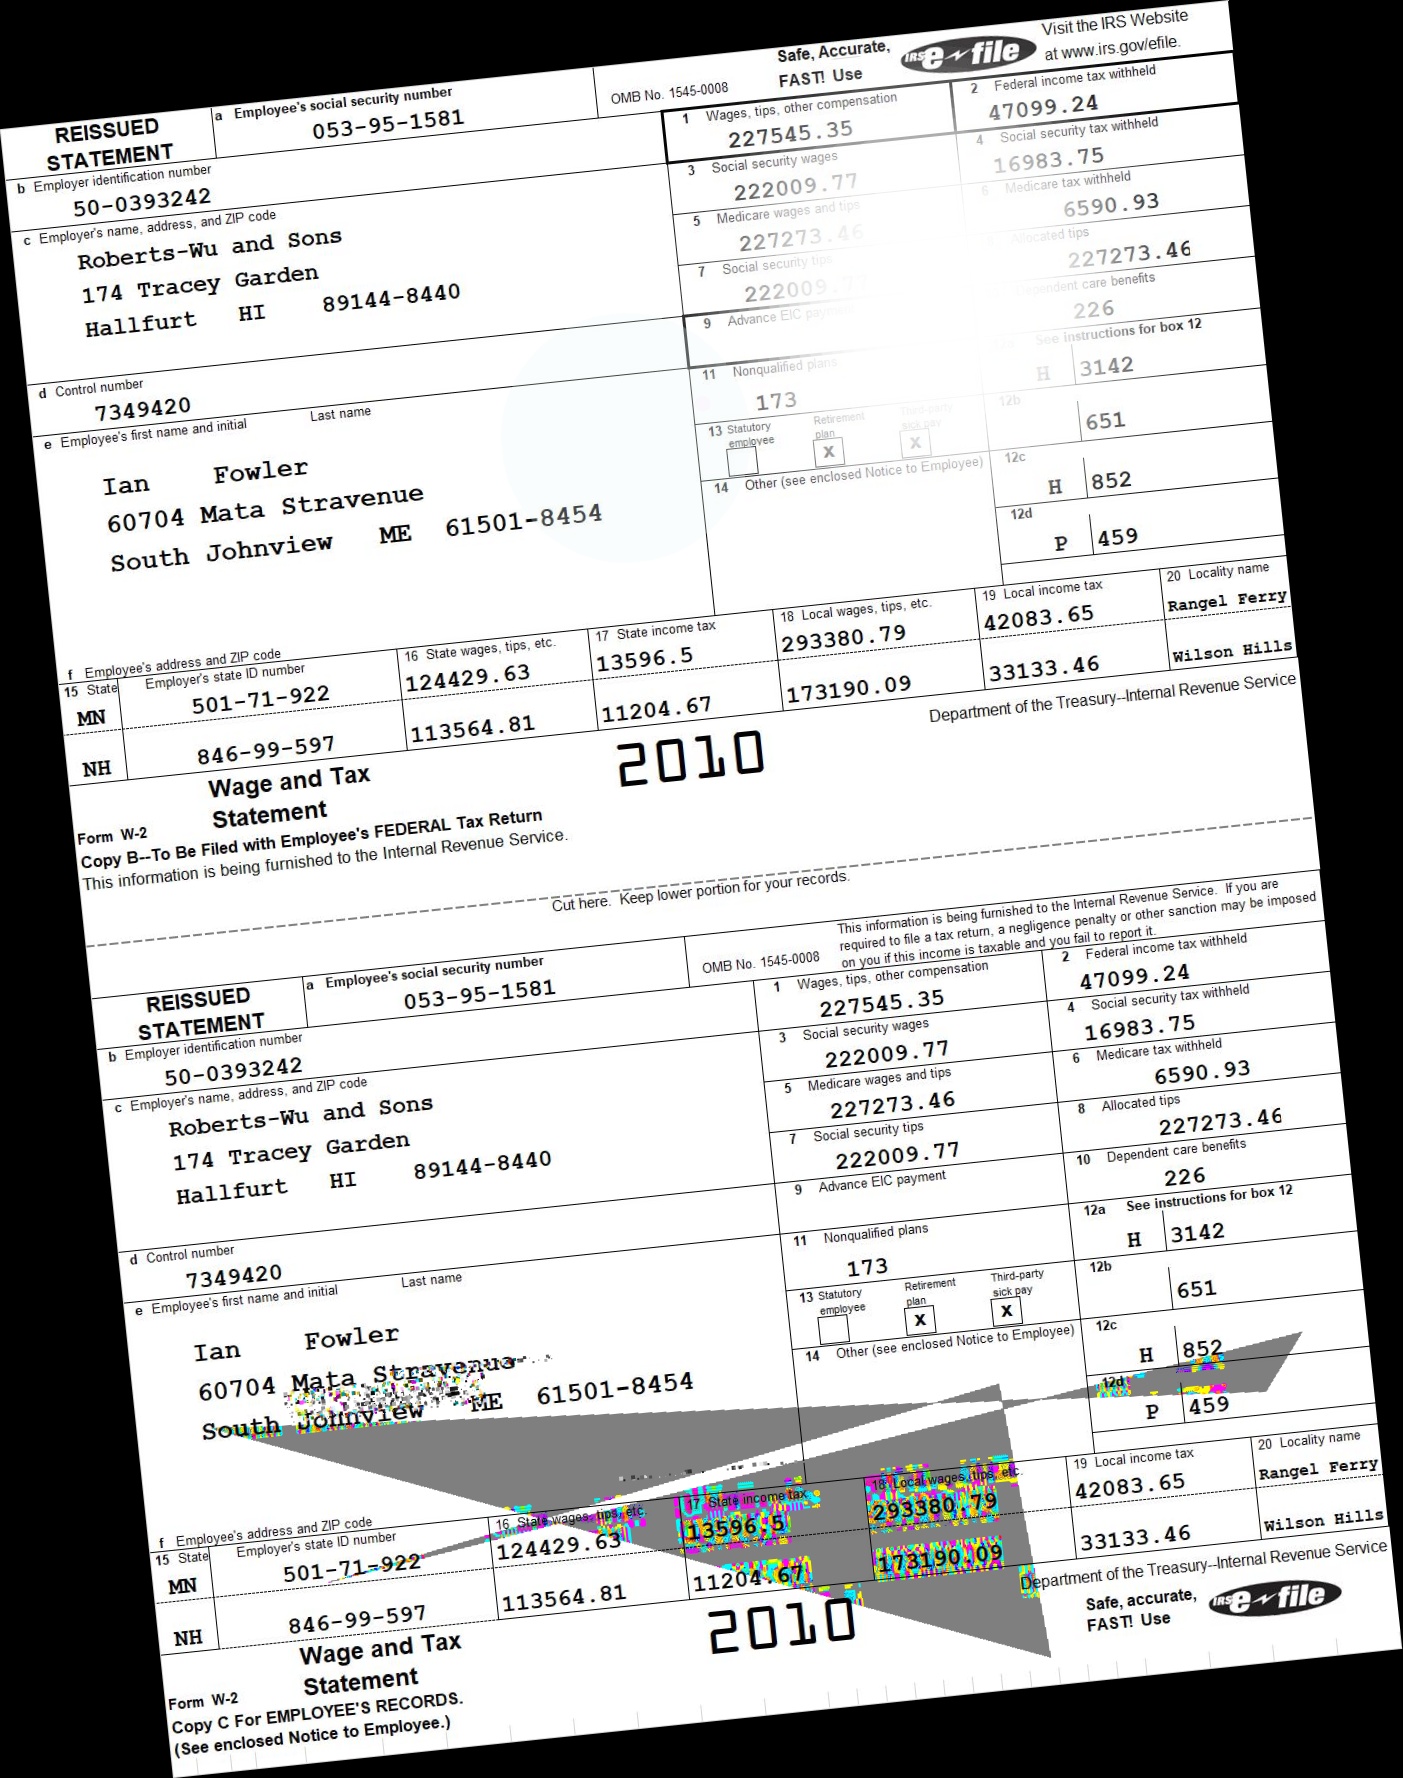 Safe, Accurate,
FAST! Use
IRS e-file
Visit the IRS Website
at www.irs.gov/efile.
REISSUED
STATEMENT
a Employee's social security number
053-95-1581
OMB No. 1545-0008
1 Wages, tips, other compensation
227545.35
2 Federal income tax withheld
47099.24
b Employer identification number
50-0393242
3 Social security wages
222009.77
4 Social security tax withheld
16983.75
c Employer's name, address, and ZIP code
Roberts-Wu and Sons
174 Tracey Garden
Hallfurt HI 89144-8440
5 Medicare wages and tips
227273.46
6 Medicare tax withheld
6590.93
7 Social security tips
222009.77
Allocated tips
227273.46
9 Advance EIC payment
Dependent care benefits
226
d Control number
7349420
11 Nonqualified plans
173
See instructions for box 12
H 3142
e Employee's first name and initial Last name
Ian Fowler
60704 Mata Stravenue
South Johnview ME 61501-8454
13 Statutory employee
Retirement plan
X
Third-party sick pay
X
12b
651
14 Other (see enclosed Notice to Employee)
12c
H 852
12d
P 459
f Employee's address and ZIP code
15 State Employer's state ID number
MN 501-71-922
NH 846-99-597
16 State wages, tips, etc.
124429.63
113564.81
17 State income tax
13596.5
11204.67
18 Local wages, tips, etc.
293380.79
173190.09
19 Local income tax
42083.65
33133.46
20 Locality name
Rangel Ferry
Wilson Hills
Form W-2
Wage and Tax
Statement
2010
Department of the Treasury--Internal Revenue Service
Copy B--To Be Filed with Employee's FEDERAL Tax Return
This information is being furnished to the Internal Revenue Service.
Cut here. Keep lower portion for your records.
REISSUED
STATEMENT
a Employee's social security number
053-95-1581
OMB No. 1545-0008
This information is being furnished to the Internal Revenue Service. If you are
required to file a tax return, a negligence penalty or other sanction may be imposed
on you if this income is taxable and you fail to report it.
1 Wages, tips, other compensation
227545.35
2 Federal income tax withheld
47099.24
b Employer identification number
50-0393242
3 Social security wages
222009.77
4 Social security tax withheld
16983.75
c Employer's name, address, and ZIP code
Roberts-Wu and Sons
174 Tracey Garden
Hallfurt HI 89144-8440
5 Medicare wages and tips
227273.46
6 Medicare tax withheld
6590.93
7 Social security tips
222009.77
8 Allocated tips
227273.46
9 Advance EIC payment
10 Dependent care benefits
226
d Control number
7349420
11 Nonqualified plans
173
12a See instructions for box 12
H 3142
e Employee's first name and initial Last name
Ian Fowler
60704 Mata Stravenue
South Johnview ME 61501-8454
13 Statutory employee
Retirement plan
X
Third-party sick pay
X
12b
651
14 Other (see enclosed Notice to Employee)
12c
H 852
12d
P 459
f Employee's address and ZIP code
15 State Employer's state ID number
MN 501-71-922
NH 846-99-597
16 State wages, tips, etc.
124429.63
113564.81
17 State income tax
13596.5
11204.67
18 Local wages, tips, etc.
293380.79
173190.09
19 Local income tax
42083.65
33133.46
20 Locality name
Rangel Ferry
Wilson Hills
Form W-2
Wage and Tax
Statement
2010
Department of the Treasury--Internal Revenue Service
Safe, accurate,
FAST! Use
IRS e-file
Copy C For EMPLOYEE'S RECORDS.
(See enclosed Notice to Employee.)